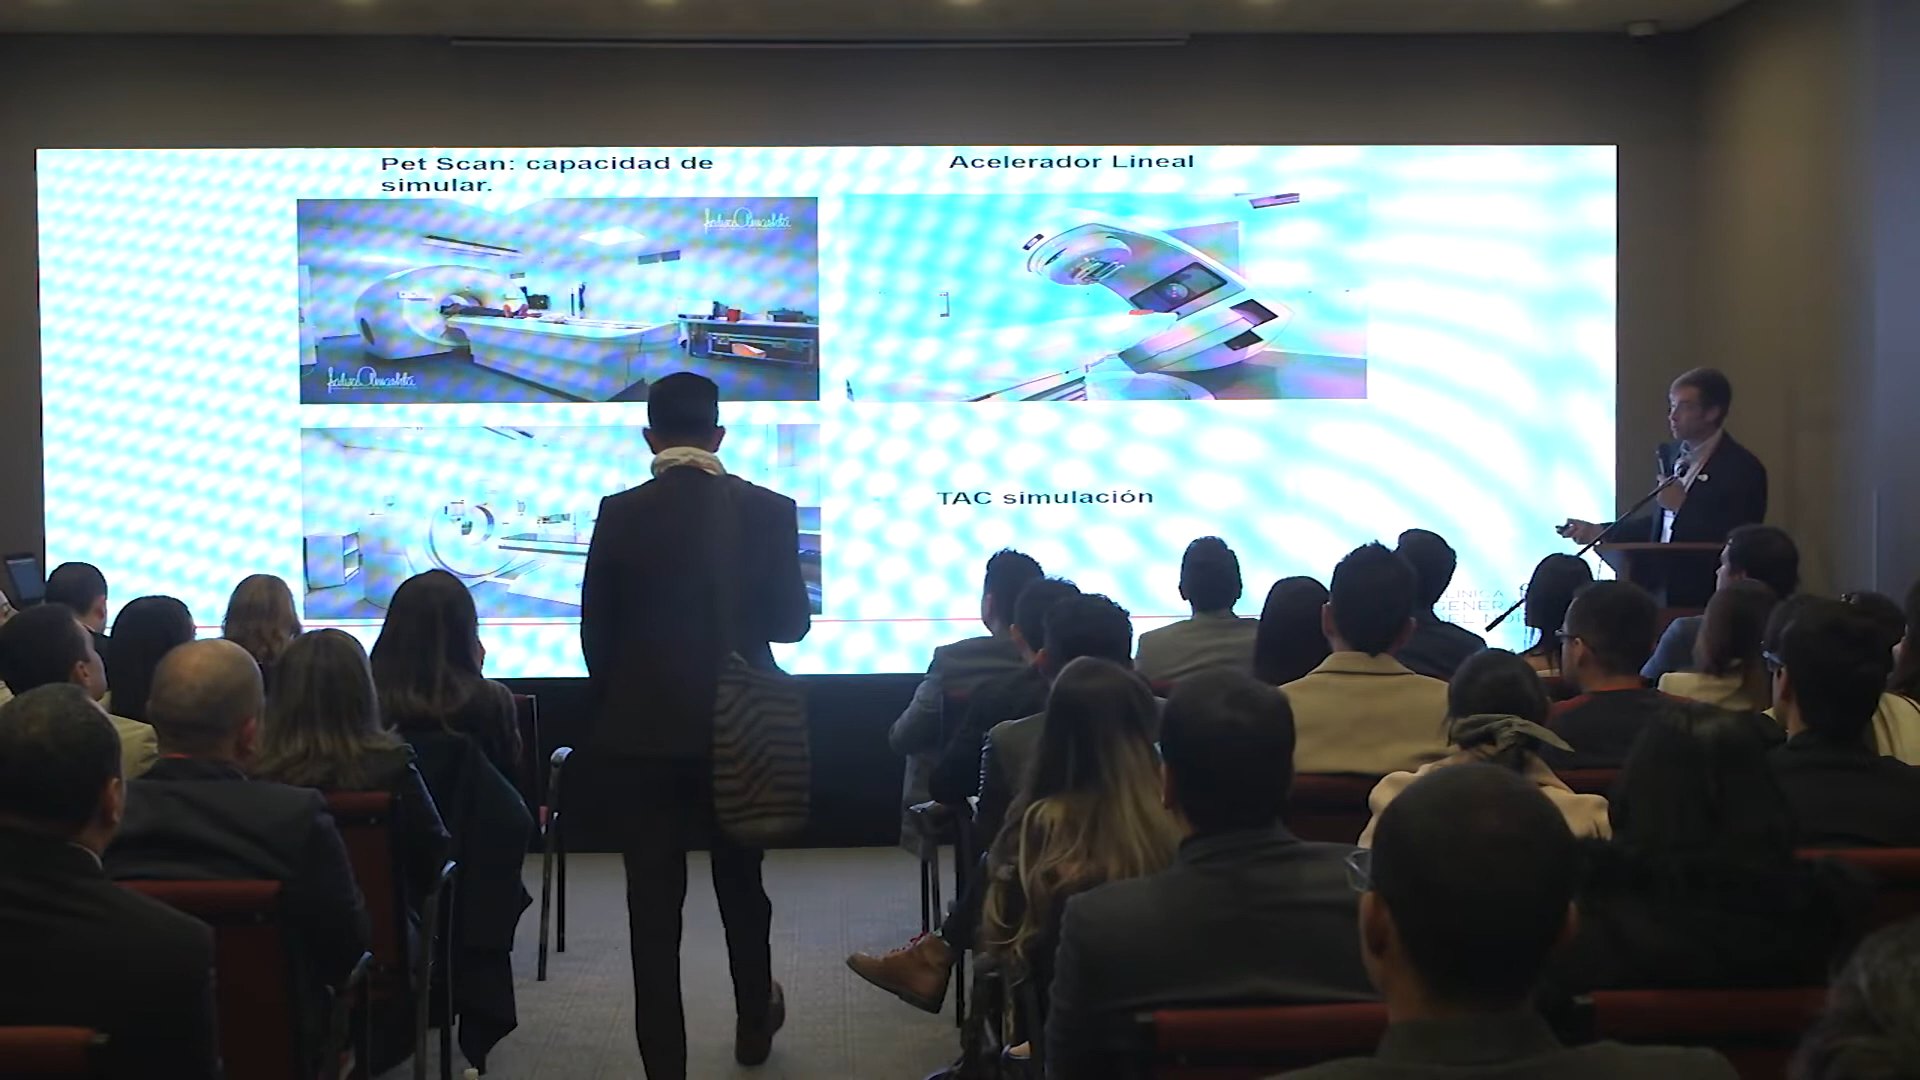 Pet Scan: capacidad de
simular.
Acelerador Lineal
TAC simulación